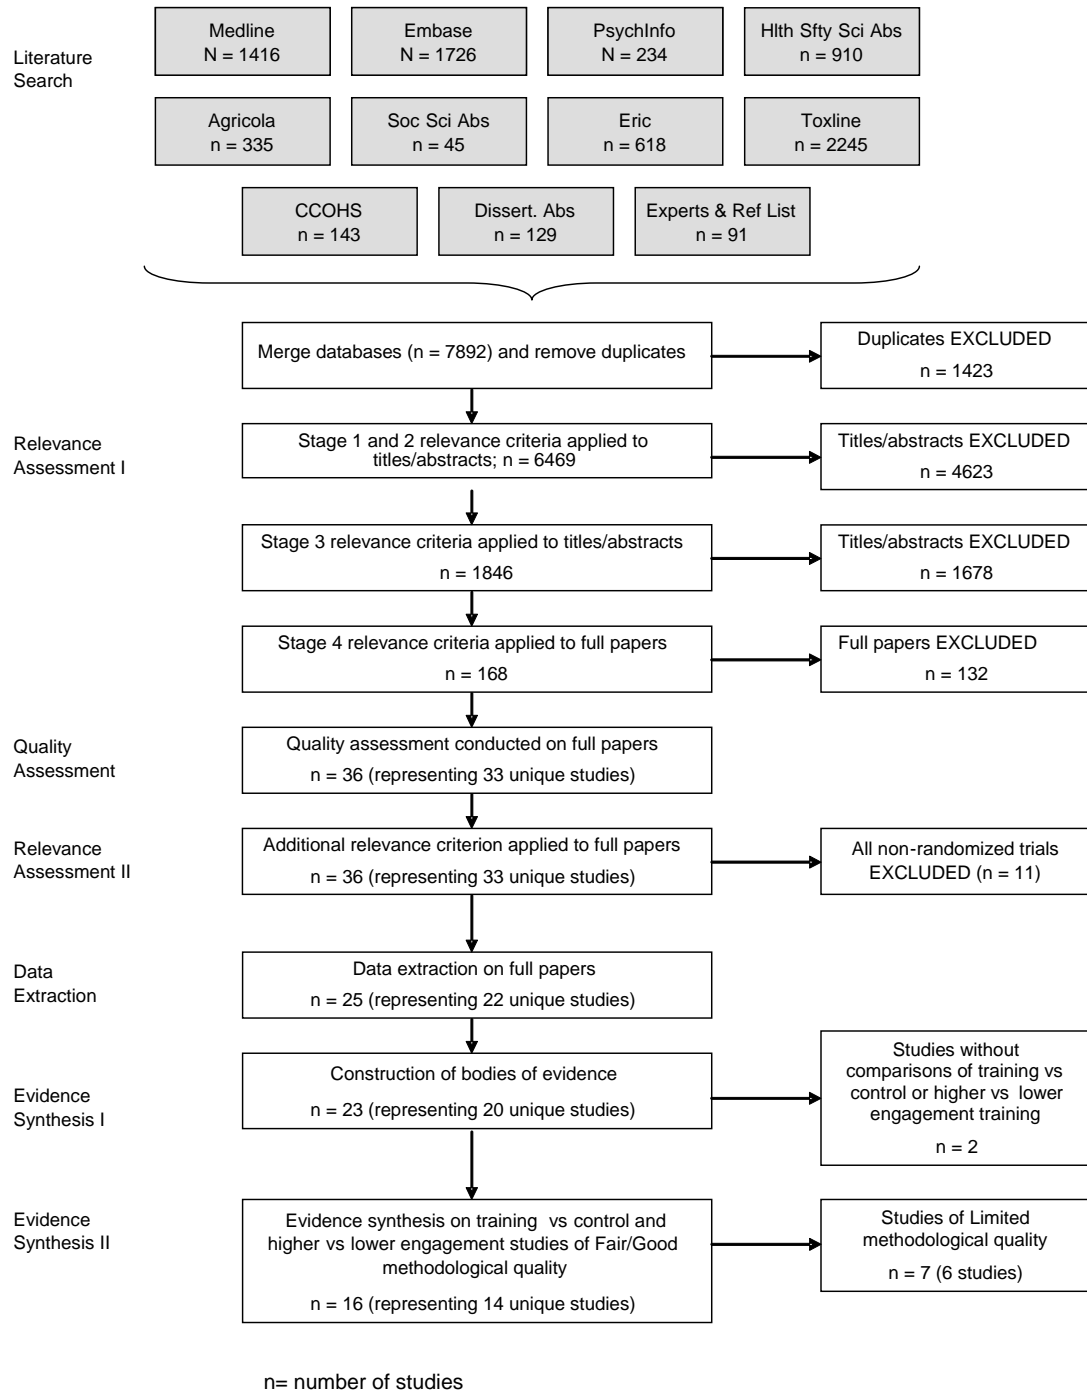 Literature
Search
Medline
N = 1416
Embase
N = 1726
PsychInfo
N = 234
Hlth Sfty Sci Abs
n = 910
Agricola
n = 335
Soc Sci Abs
n = 45
Eric
n = 618
Toxline
n = 2245
CCOHS
n = 143
Dissert. Abs
n = 129
Experts & Ref List
n = 91
Merge databases (n = 7892) and remove duplicates
Duplicates EXCLUDED
n = 1423
Relevance
Assessment I
Stage 1 and 2 relevance criteria applied to
titles/abstracts; n = 6469
Titles/abstracts EXCLUDED
n = 4623
Stage 3 relevance criteria applied to titles/abstracts
n = 1846
Titles/abstracts EXCLUDED
n = 1678
Stage 4 relevance criteria applied to full papers
n = 168
Full papers EXCLUDED
n = 132
Quality
Assessment
Quality assessment conducted on full papers
n = 36 (representing 33 unique studies)
Relevance
Assessment II
Additional relevance criterion applied to full papers
n = 36 (representing 33 unique studies)
All non-randomized trials
EXCLUDED (n = 11)
Data
Extraction
Data extraction on full papers
n = 25 (representing 22 unique studies)
Evidence
Synthesis I
Construction of bodies of evidence
n = 23 (representing 20 unique studies)
Studies without
comparisons of training vs
control or higher vs lower
engagement training
n = 2
Evidence
Synthesis II
Evidence synthesis on training vs control and
higher vs lower engagement studies of Fair/Good
methodological quality
n = 16 (representing 14 unique studies)
Studies of Limited
methodological quality
n = 7 (6 studies)
n= number of studies